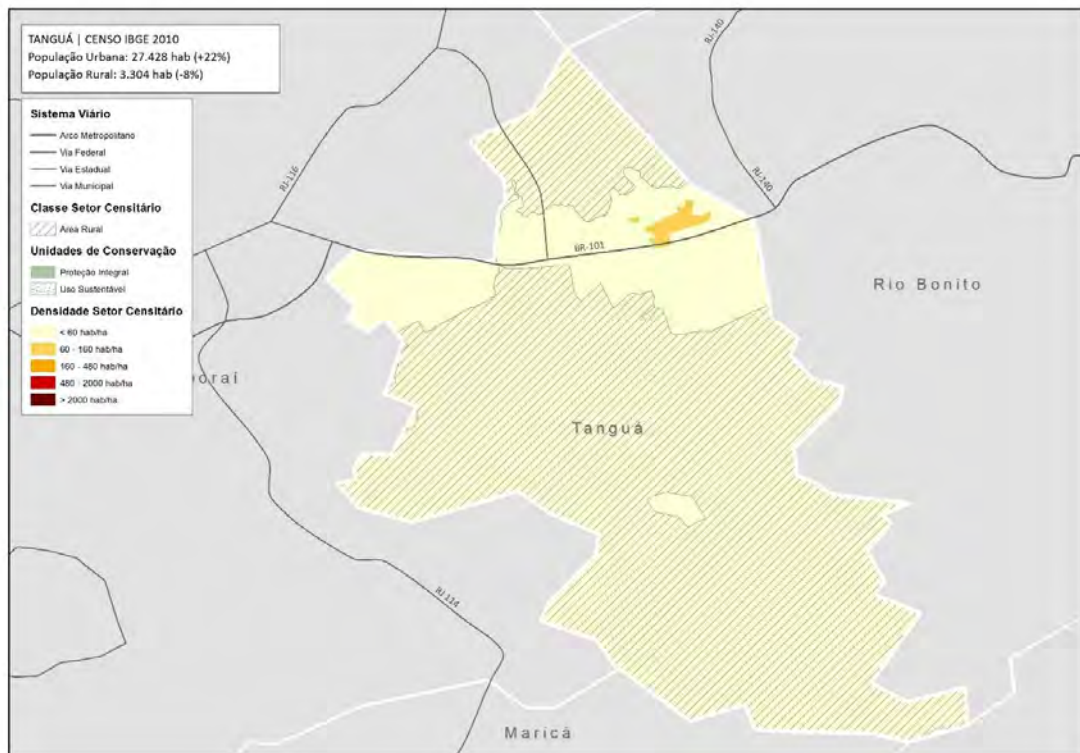 TANGUÁ | CENSO IBGE 2010
População Urbana: 27.428 hab (+22%)
População Rural: 3.304 hab (-8%)
Sistema Viário
Arco Metropolitano
Via Federal
Via Estadual
Via Municipal
Classe Setor Censitário
Área Rural
Unidades de Conservação
Proteção Integral
Uso Sustentável
Densidade Setor Censitário
< 60 hab/ha
60 - 160 hab/ha
160 - 480 hab/ha
480 - 2000 hab/ha
> 2000 hab/ha
RJ-140
RJ-116
RJ-140
BR-101
Rio Bonito
oraí
Tanguá
RJ-114
Maricá